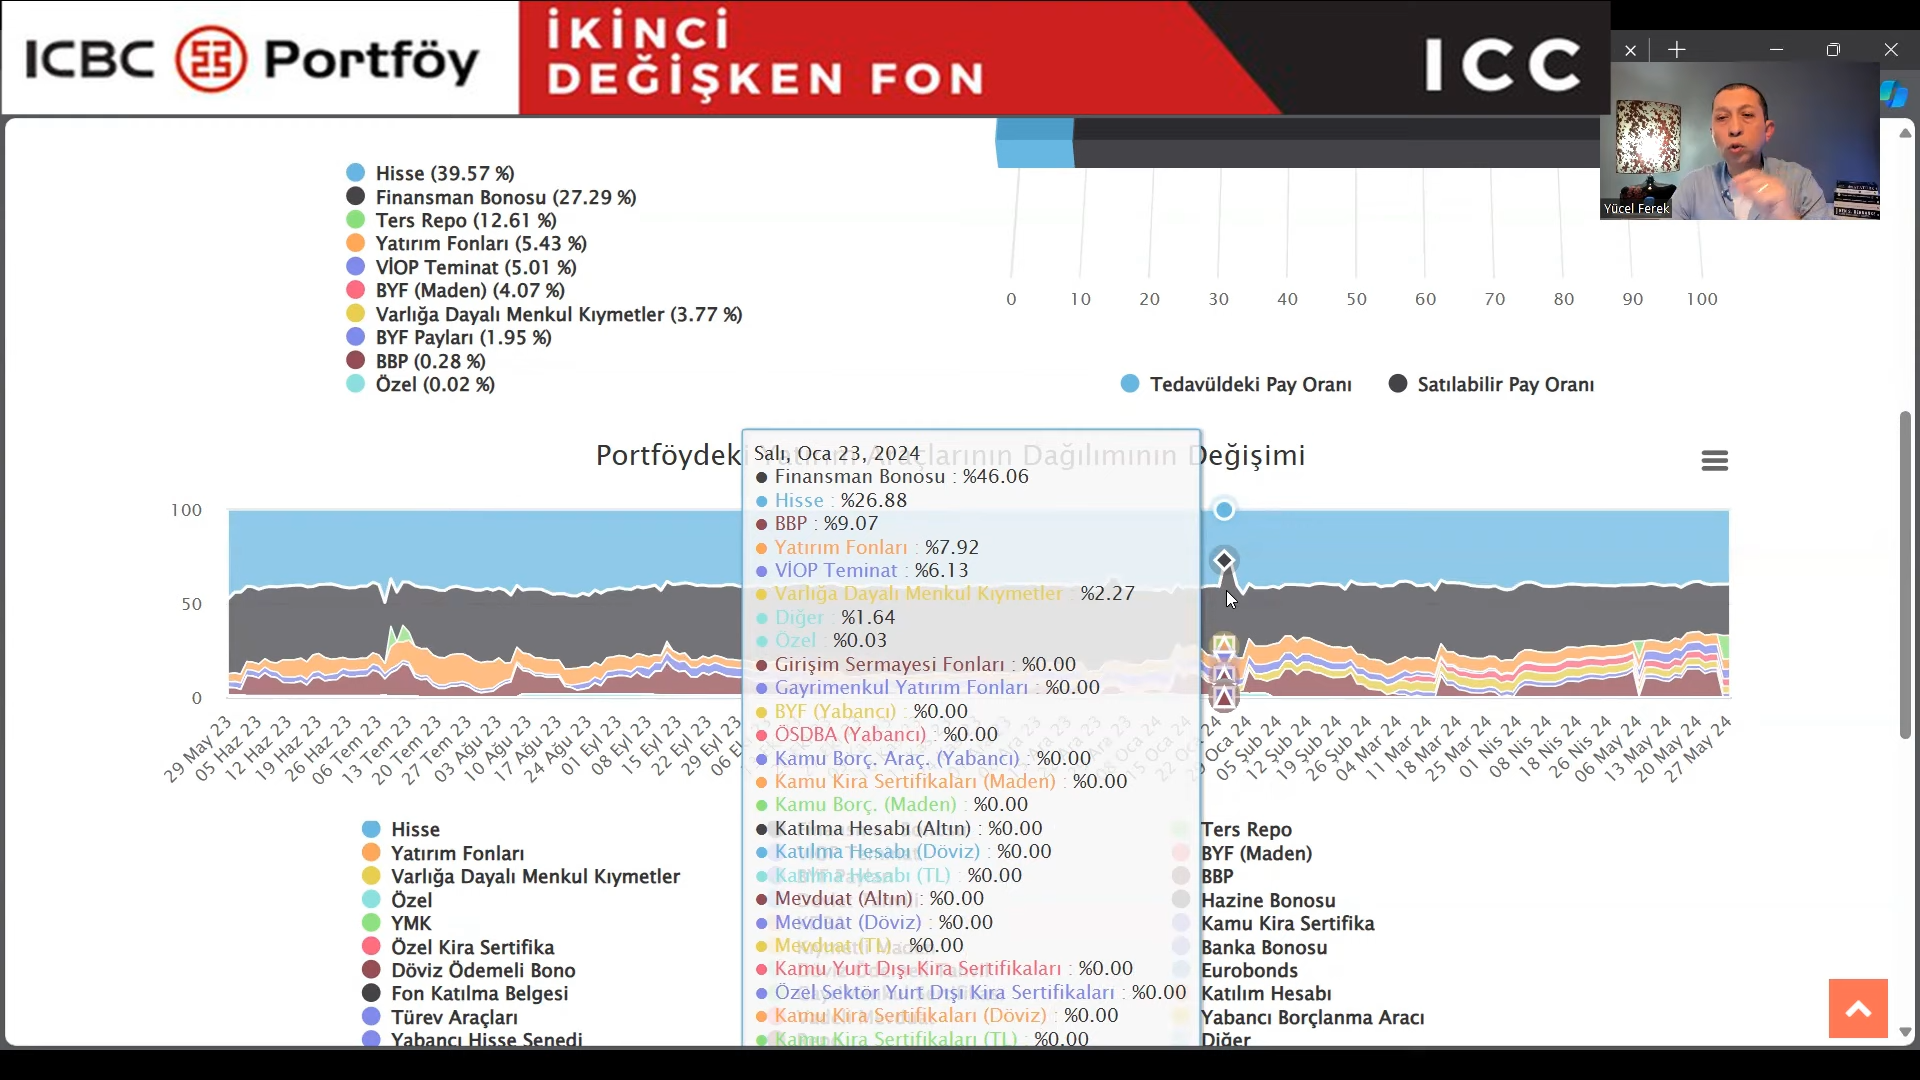 ICBC Portföy
İKİNCİ
DEĞİŞKEN FON
ICC
Yücel Ferek
Hisse (39.57 %)
Finansman Bonosu (27.29 %)
Ters Repo (12.61 %)
Yatırım Fonları (5.43 %)
VİOP Teminat (5.01 %)
BYF (Maden) (4.07 %)
Varlığa Dayalı Menkul Kıymetler (3.77 %)
BYF Payları (1.95 %)
BBP (0.28 %)
Özel (0.02 %)
0 10 20 30 40 50 60 70 80 90 100
Tedavüldeki Pay Oranı Satılabilir Pay Oranı
Portföydeki Yatırım Araçlarının Dağılımının Değişimi
Salı, Oca 23, 2024
Finansman Bonosu : %46.06
Hisse : %26.88
BBP : %9.07
Yatırım Fonları : %7.92
VİOP Teminat : %6.13
Varlığa Dayalı Menkul Kıymetler : %2.27
Diğer : %1.64
Özel : %0.03
Girişim Sermayesi Fonları : %0.00
Gayrimenkul Yatırım Fonları : %0.00
BYF (Yabancı) : %0.00
ÖSDBA (Yabancı) : %0.00
Kamu Borç. Araç. (Yabancı) : %0.00
Kamu Kira Sertifikaları (Maden) : %0.00
Kamu Borç. (Maden) : %0.00
Katılma Hesabı (Altın) : %0.00
Katılma Hesabı (Döviz) : %0.00
Katılma Hesabı (TL) : %0.00
Mevduat (Altın) : %0.00
Mevduat (Döviz) : %0.00
Mevduat (TL) : %0.00
Kamu Yurt Dışı Kira Sertifikaları : %0.00
Özel Sektör Yurt Dışı Kira Sertifikaları : %0.00
Kamu Kira Sertifikaları (Döviz) : %0.00
Kamu Kira Sertifikaları (TL) : %0.00
100
50
0
29 May 23
05 Haz 23
12 Haz 23
19 Haz 23
26 Haz 23
06 Tem 23
13 Tem 23
20 Tem 23
27 Tem 23
03 Ağu 23
10 Ağu 23
17 Ağu 23
24 Ağu 23
01 Eyl 23
08 Eyl 23
15 Eyl 23
22 Eyl 23
29 Eyl 23
08 Oca 24
15 Oca 24
22 Oca 24
29 Oca 24
05 Şub 24
12 Şub 24
19 Şub 24
26 Şub 24
04 Mar 24
11 Mar 24
18 Mar 24
25 Mar 24
01 Nis 24
08 Nis 24
18 Nis 24
26 Nis 24
06 May 24
13 May 24
20 May 24
27 May 24
Hisse
Yatırım Fonları
Varlığa Dayalı Menkul Kıymetler
Özel
YMK
Özel Kira Sertifika
Döviz Ödemeli Bono
Fon Katılma Belgesi
Türev Araçları
Yabancı Hisse Senedi
Ters Repo
BYF (Maden)
BBP
Hazine Bonosu
Kamu Kira Sertifika
Banka Bonosu
Eurobonds
Katılım Hesabı
Yabancı Borçlanma Aracı
Diğer